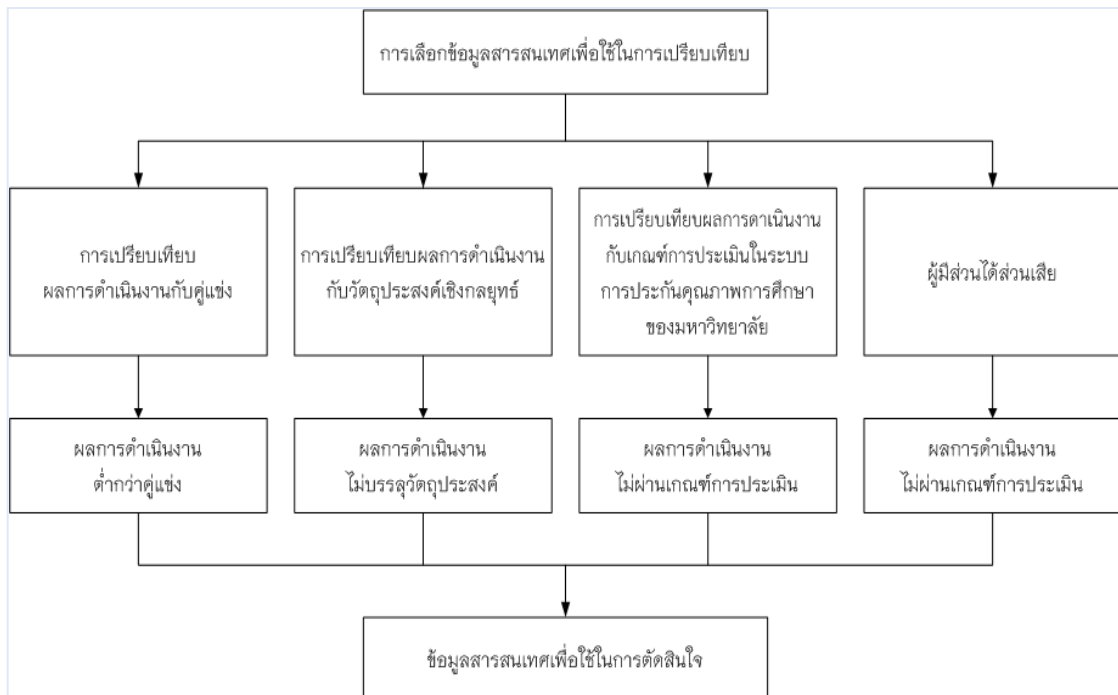 การเลือกข้อมูลสารสนเทศเพื่อใช้ในการเปรียบเทียบ
การเปรียบเทียบ
ผลการดำเนินงานกับคู่แข่ง
การเปรียบเทียบผลการดำเนินงาน
กับวัตถุประสงค์เชิงกลยุทธ์
การเปรียบเทียบผลการดาเนินงาน
กับเกณฑ์การประเมินในระบบ
การประกันคุณภาพการศึกษา
ของมหาวิทยาลัย
ผู้มีส่วนได้ส่วนเสีย
ผลการดำเนินงาน
ต่ำกว่าคู่แข่ง
ผลการดำเนินงาน
ไม่บรรลุวัตถุประสงค์
ผลการดำเนินงาน
ไม่ผ่านเกณฑ์การประเมิน
ผลการดำเนินงาน
ไม่ผ่านเกณฑ์การประเมิน
ข้อมูลสารสนเทศเพื่อใช้ในการตัดสินใจ